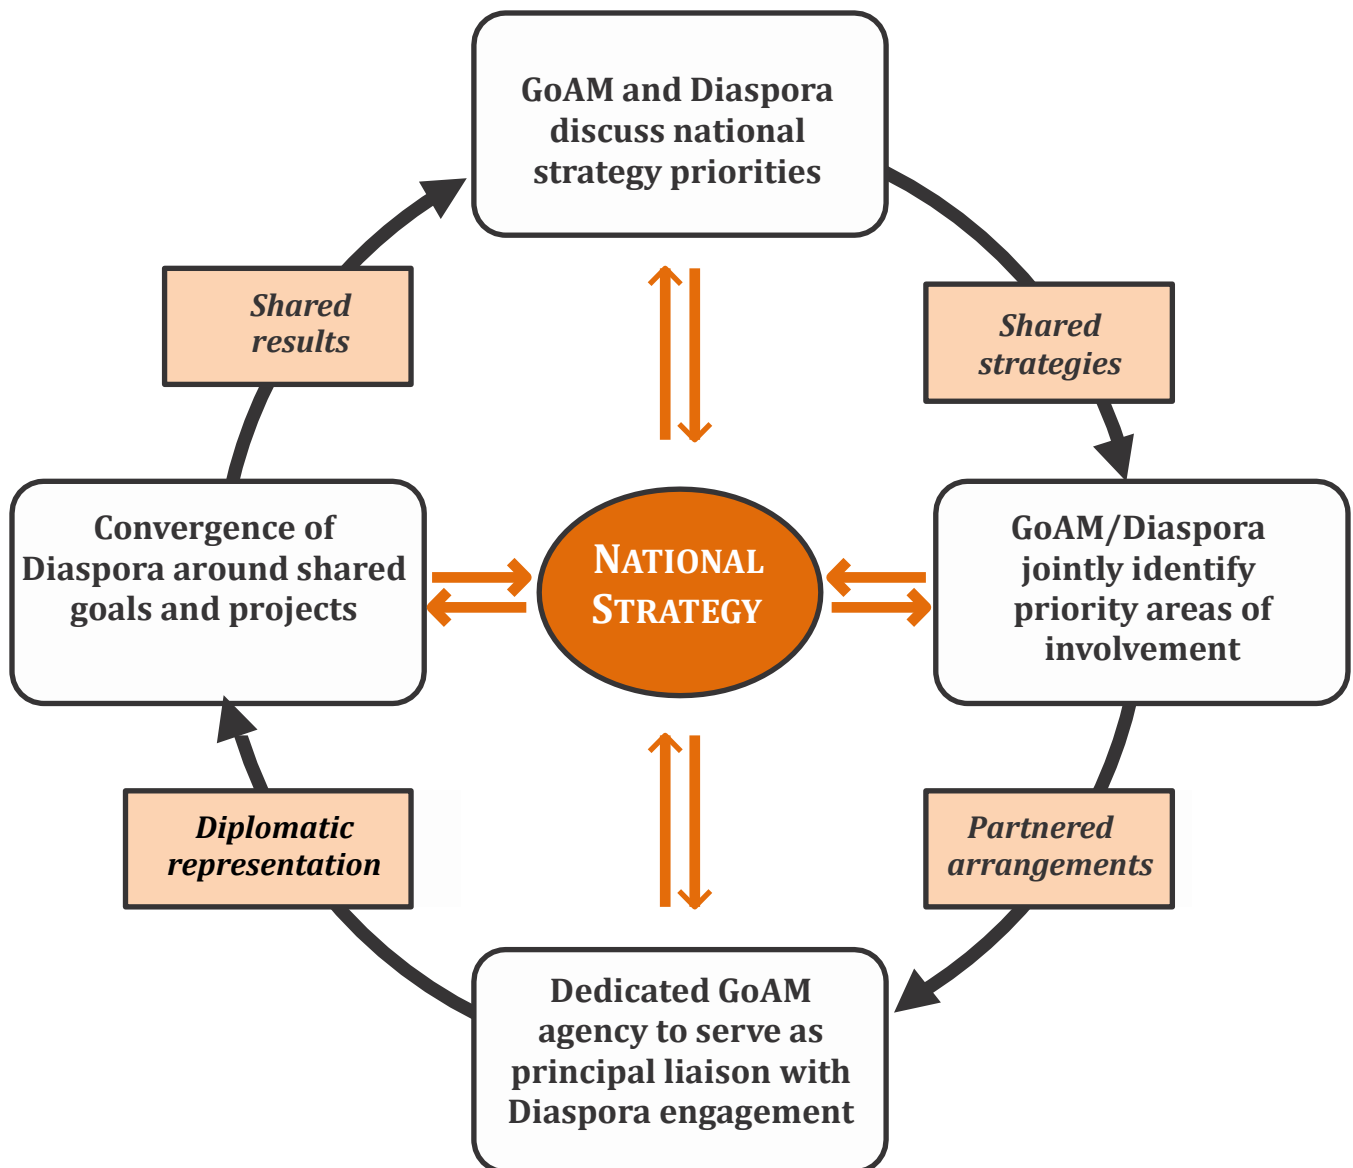 GoAM and Diaspora
discuss national
strategy priorities
Shared
results
Shared
strategies
Convergence of
Diaspora around shared
goals and projects
NATIONAL
STRATEGY
GoAM/Diaspora
jointly identify
priority areas of
involvement
Diplomatic
representation
Partnered
arrangements
Dedicated GoAM
agency to serve as
principal liaison with
Diaspora engagement